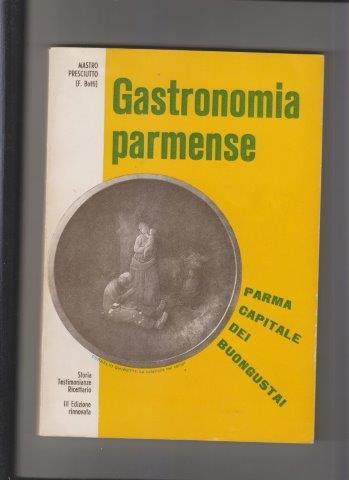 MASTRO
PRESCIUTTO
(F. Botti)
Gastronomia
parmense
PARMA
CAPITALE
DEI
BUONGUSTAI
Storia
Testimonianze
Ricettario
III Edizione
rinnovata